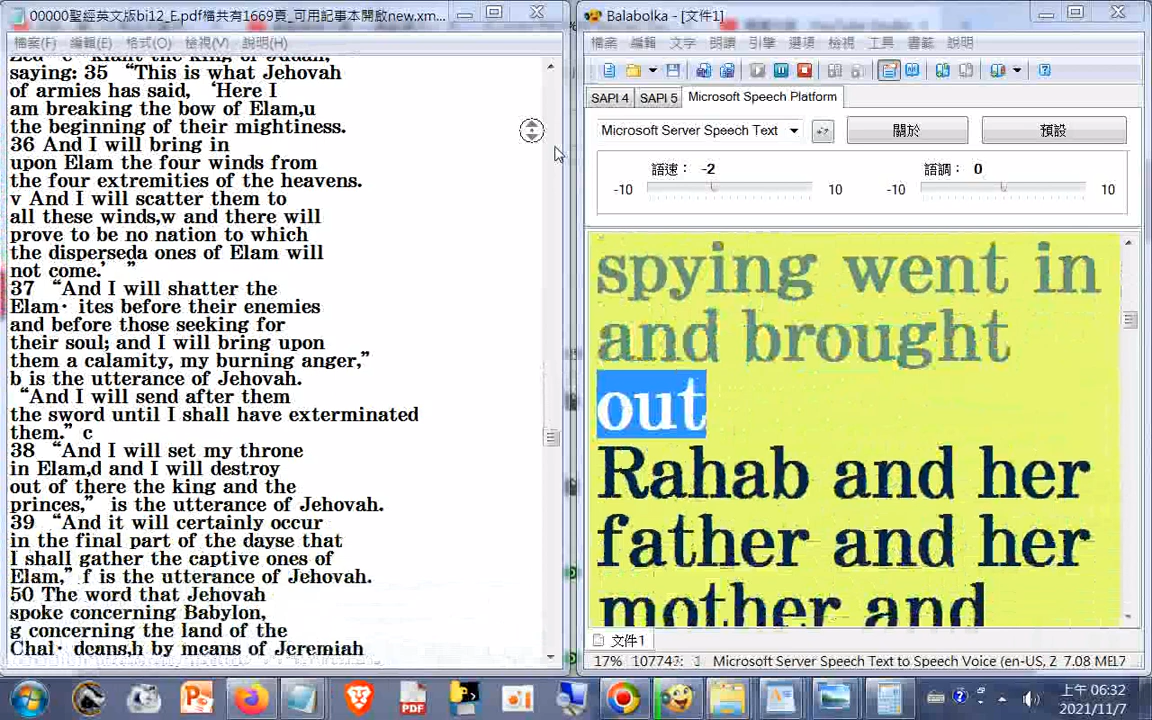 00000聖經英文版bi12_E.pdf檔共有1669頁_可用記事本開啟new.xm...
檔案(F) 編輯(E) 格式(O) 檢視(V) 說明(H)
saying: 35 “This is what Jehovah
of armies has said, ‘Here I
am breaking the bow of Elam,u
the beginning of their mightiness.
36 And I will bring in
upon Elam the four winds from
the four extremities of the heavens.
v And I will scatter them to
all these winds,w and there will
prove to be no nation to which
the disperseda ones of Elam will
not come.’ ”
37 “And I will shatter the
Elam· ites before their enemies
and before those seeking for
their soul; and I will bring upon
them a calamity, my burning anger,”
b is the utterance of Jehovah.
“And I will send after them
the sword until I shall have exterminated
them.” c
38 “And I will set my throne
in Elam,d and I will destroy
out of there the king and the
princes,” is the utterance of Jehovah.
39 “And it will certainly occur
in the final part of the dayse that
I shall gather the captive ones of
Elam,” f is the utterance of Jehovah.
50 The word that Jehovah
spoke concerning Babylon,
g concerning the land of the
Chal· deans,h by means of Jeremiah
Balabolka - [文件1]
檔案 編輯 文字 朗讀 引擎 選項 檢視 工具 書籤 說明
SAPI 4 SAPI 5 Microsoft Speech Platform
Microsoft Server Speech Text 關於 預設
語速： -2 語調： 0
-10 10 -10 10
spying went in
and brought
out
Rahab and her
father and her
mother and
文件1
17% Microsoft Server Speech Text to Speech Voice (en-US, Z 7.08 ME
上午 06:32
2021/11/7